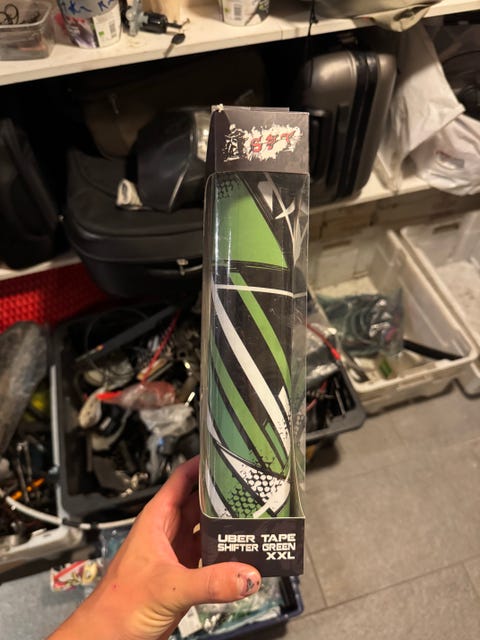 S&M
UBER TAPE
SHIFTER GREEN
XXL